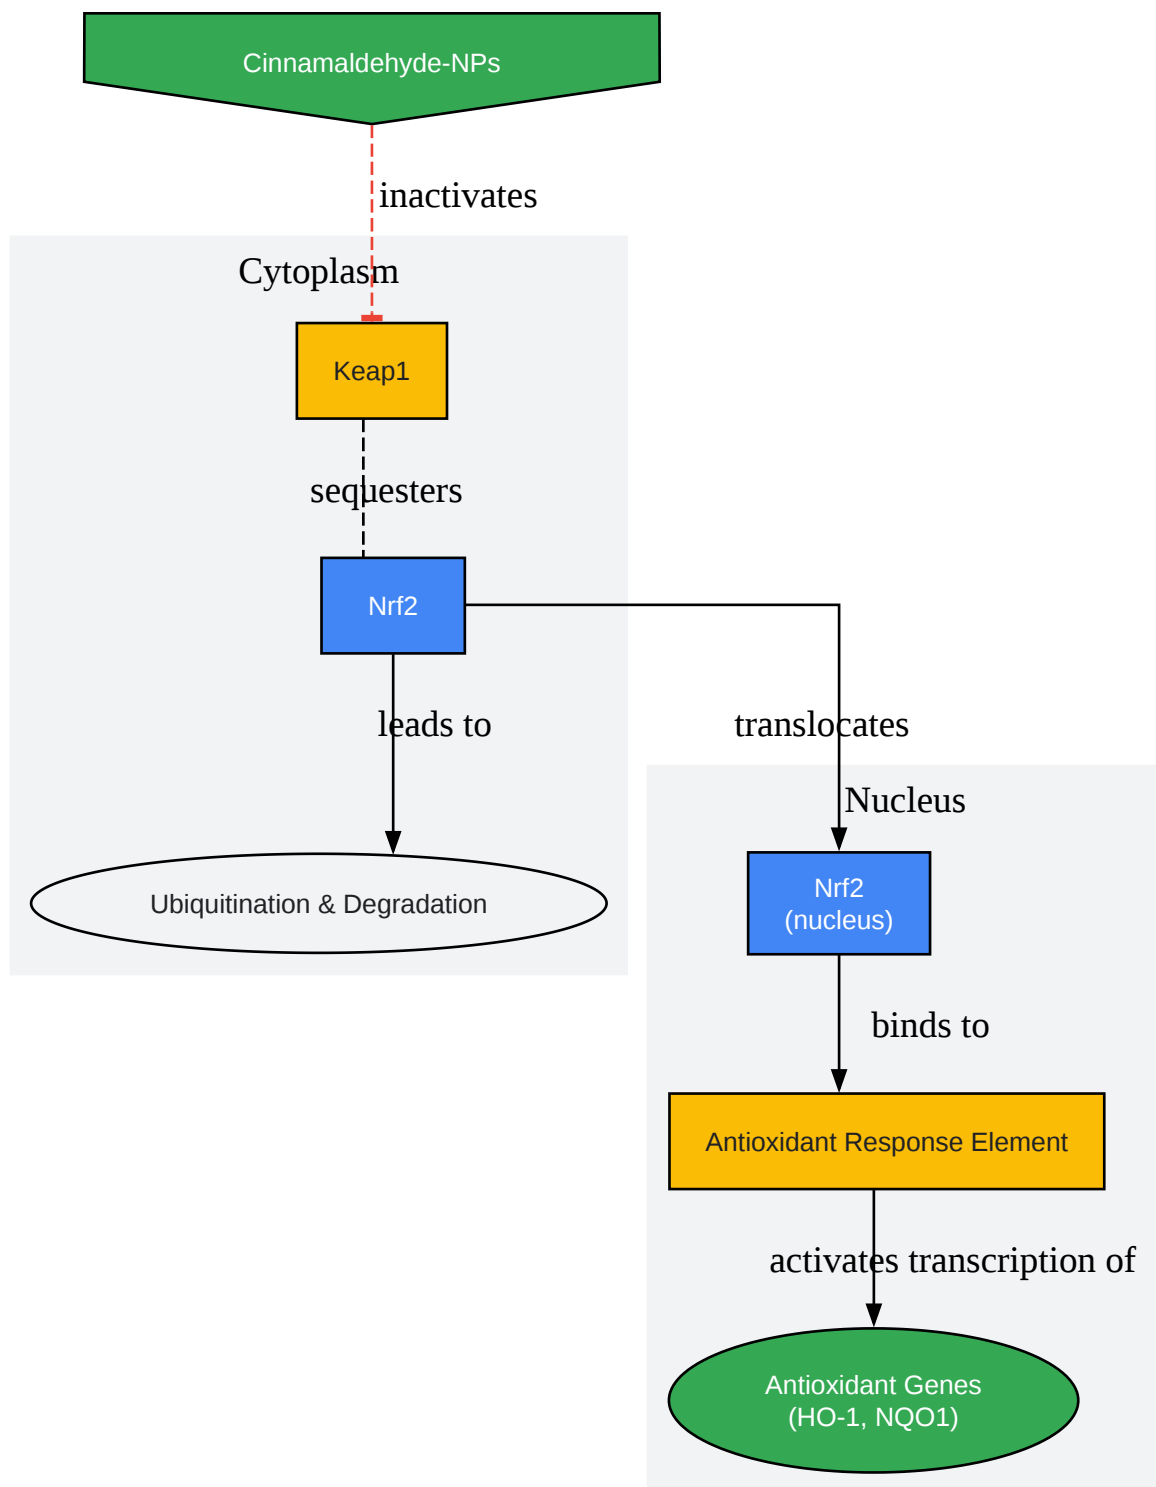 Cinnamaldehyde-NPs
inactivates
Cytoplasm
Keap1
sequesters
Nrf2
leads to
translocates
Nucleus
Nrf2
(nucleus)
Ubiquitination & Degradation
binds to
Antioxidant Response Element
activates transcription of
Antioxidant Genes
(HO-1, NQO1)